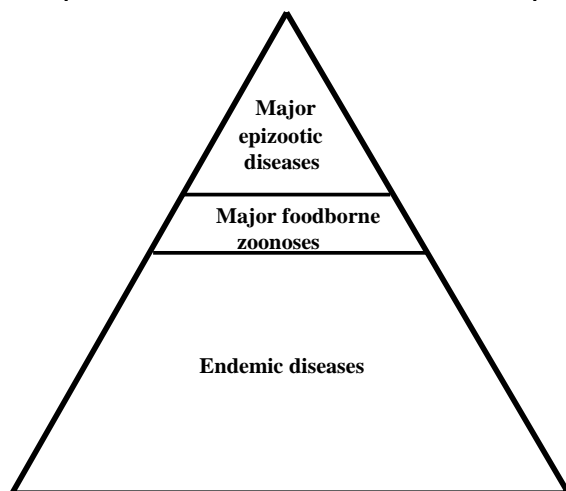 Major
epizootic
diseases
Major foodborne
zoonoses
Endemic diseases